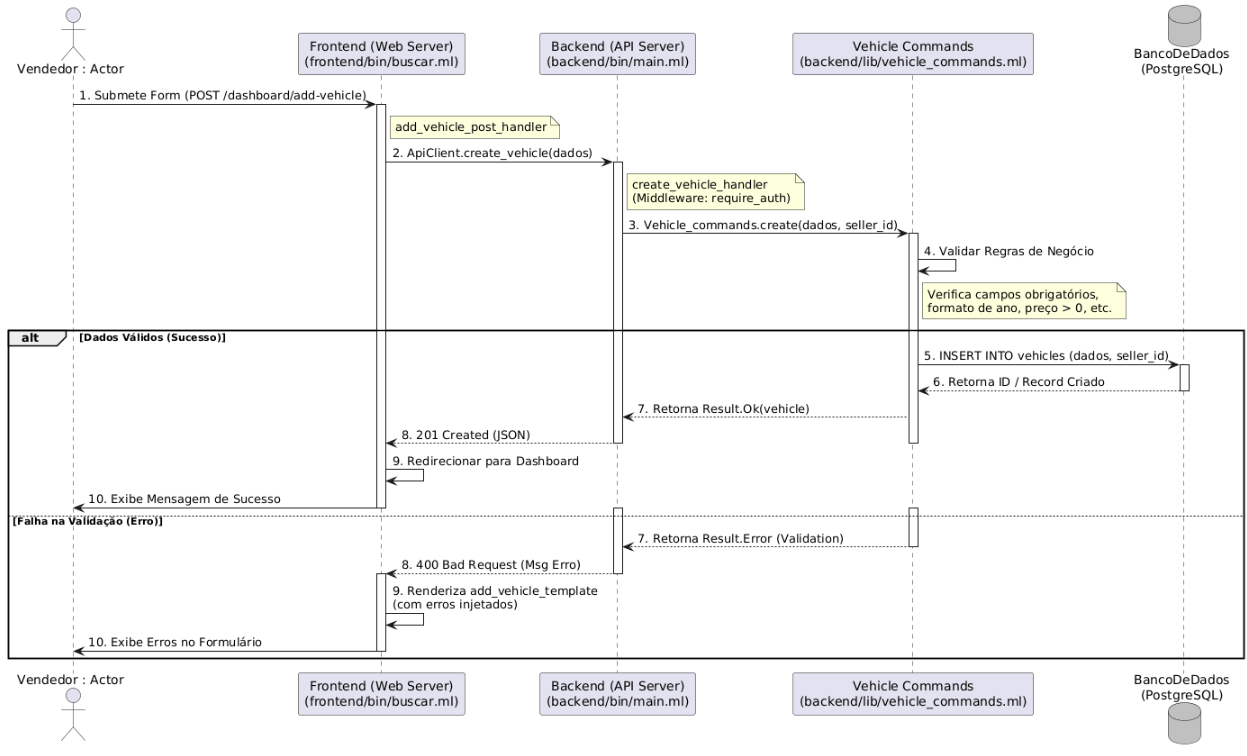 Vendedor : Actor
Frontend (Web Server)
(frontend/bin/buscar.ml)
Backend (API Server)
(backend/bin/main.ml)
Vehicle Commands
(backend/lib/vehicle_commands.ml)
BancoDeDados
(PostgreSQL)
1. Submete Form (POST /dashboard/add-vehicle)
add_vehicle_post_handler
2. ApiClient.create_vehicle(dados)
create_vehicle_handler
(Middleware: require_auth)
3. Vehicle_commands.create(dados, seller_id)
4. Validar Regras de Negócio
Verifica campos obrigatórios,
formato de ano, preço > 0, etc.
alt [Dados Válidos (Sucesso)]
5. INSERT INTO vehicles (dados, seller_id)
6. Retorna ID / Record Criado
7. Retorna Result.Ok(vehicle)
8. 201 Created (JSON)
9. Redirecionar para Dashboard
10. Exibe Mensagem de Sucesso
[Falha na Validação (Erro)]
7. Retorna Result.Error (Validation)
8. 400 Bad Request (Msg Erro)
9. Renderiza add_vehicle_template
(com erros injetados)
10. Exibe Erros no Formulário
Vendedor : Actor
Frontend (Web Server)
(frontend/bin/buscar.ml)
Backend (API Server)
(backend/bin/main.ml)
Vehicle Commands
(backend/lib/vehicle_commands.ml)
BancoDeDados
(PostgreSQL)